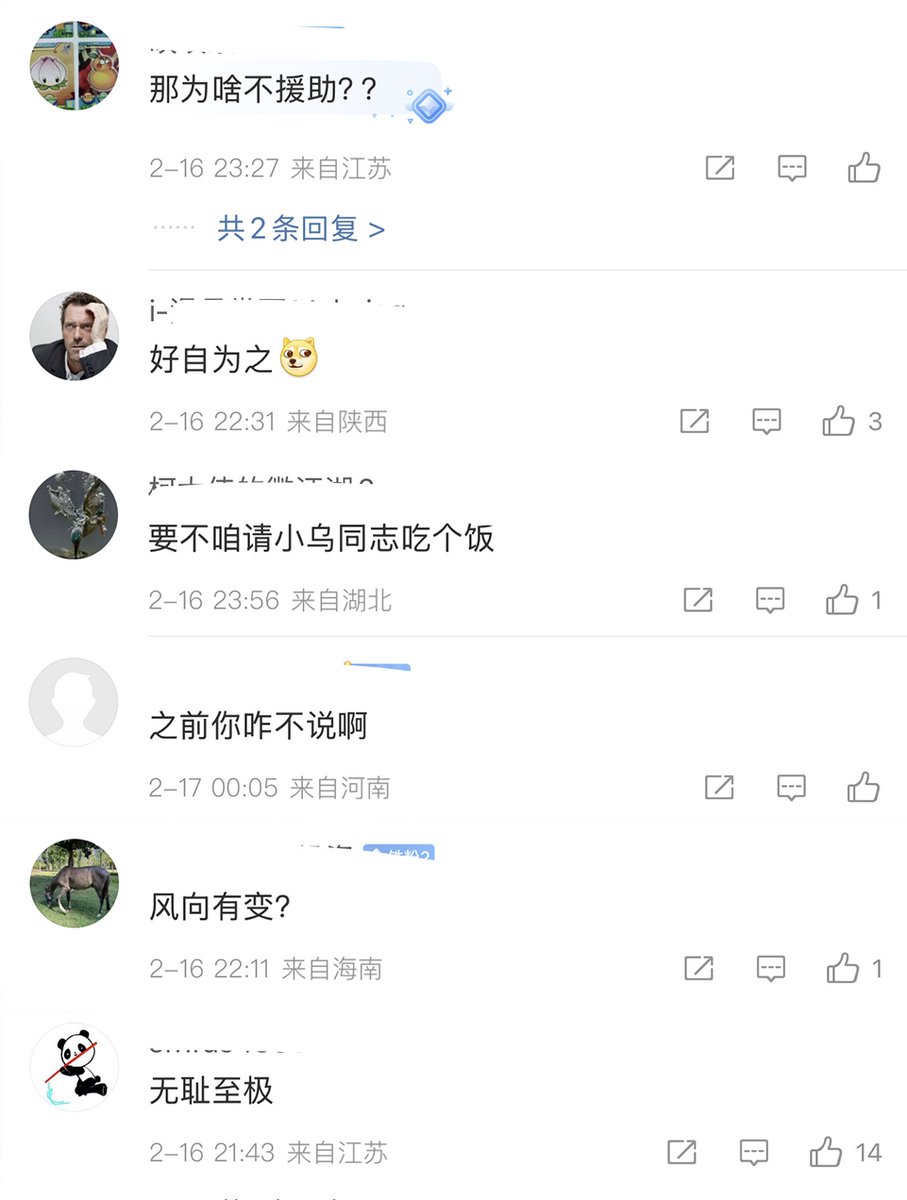 那为啥不援助??
2-16 23:27 来自江苏
共2条回复 >
好自为之
2-16 22:31 来自陕西
3
要不咱请小乌同志吃个饭
2-16 23:56 来自湖北
1
之前你咋不说啊
2-17 00:05 来自河南
风向有变?
2-16 22:11 来自海南
1
无耻至极
2-16 21:43 来自江苏
14